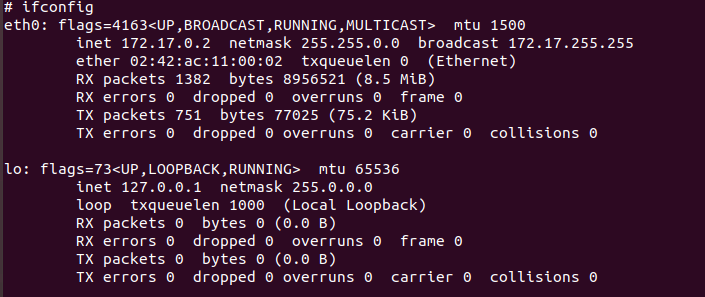 # ifconfig
eth0: flags=4163<UP,BROADCAST,RUNNING,MULTICAST>  mtu 1500
        inet 172.17.0.2  netmask 255.255.0.0  broadcast 172.17.255.255
        ether 02:42:ac:11:00:02  txqueuelen 0  (Ethernet)
        RX packets 1382  bytes 8956521 (8.5 MiB)
        RX errors 0  dropped 0  overruns 0  frame 0
        TX packets 751  bytes 77025 (75.2 KiB)
        TX errors 0  dropped 0 overruns 0  carrier 0  collisions 0

lo: flags=73<UP,LOOPBACK,RUNNING>  mtu 65536
        inet 127.0.0.1  netmask 255.0.0.0
        loop  txqueuelen 1000  (Local Loopback)
        RX packets 0  bytes 0 (0.0 B)
        RX errors 0  dropped 0  overruns 0  frame 0
        TX packets 0  bytes 0 (0.0 B)
        TX errors 0  dropped 0 overruns 0  carrier 0  collisions 0